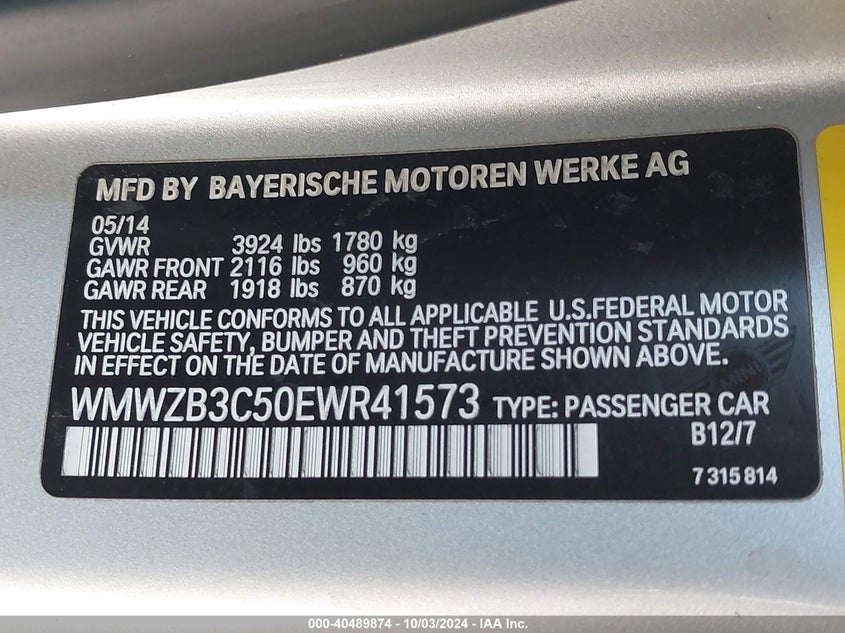 MFD BY BAYERISCHE MOTOREN WERKE AG
05/14
GVWR 3924 lbs 1780 kg
GAWR FRONT 2116 lbs 960 kg
GAWR REAR 1918 lbs 870 kg
THIS VEHICLE CONFORMS TO ALL APPLICABLE U.S.FEDERAL MOTOR
VEHICLE SAFETY, BUMPER AND THEFT PREVENTION STANDARDS
IN EFFECT ON THE DATE OF MANUFACTURE SHOWN ABOVE.
MINI
WMWZB3C50EWR41573 TYPE: PASSENGER CAR
B12/7
7315814
000-40489874 - 10/03/2024 - IAA Inc.